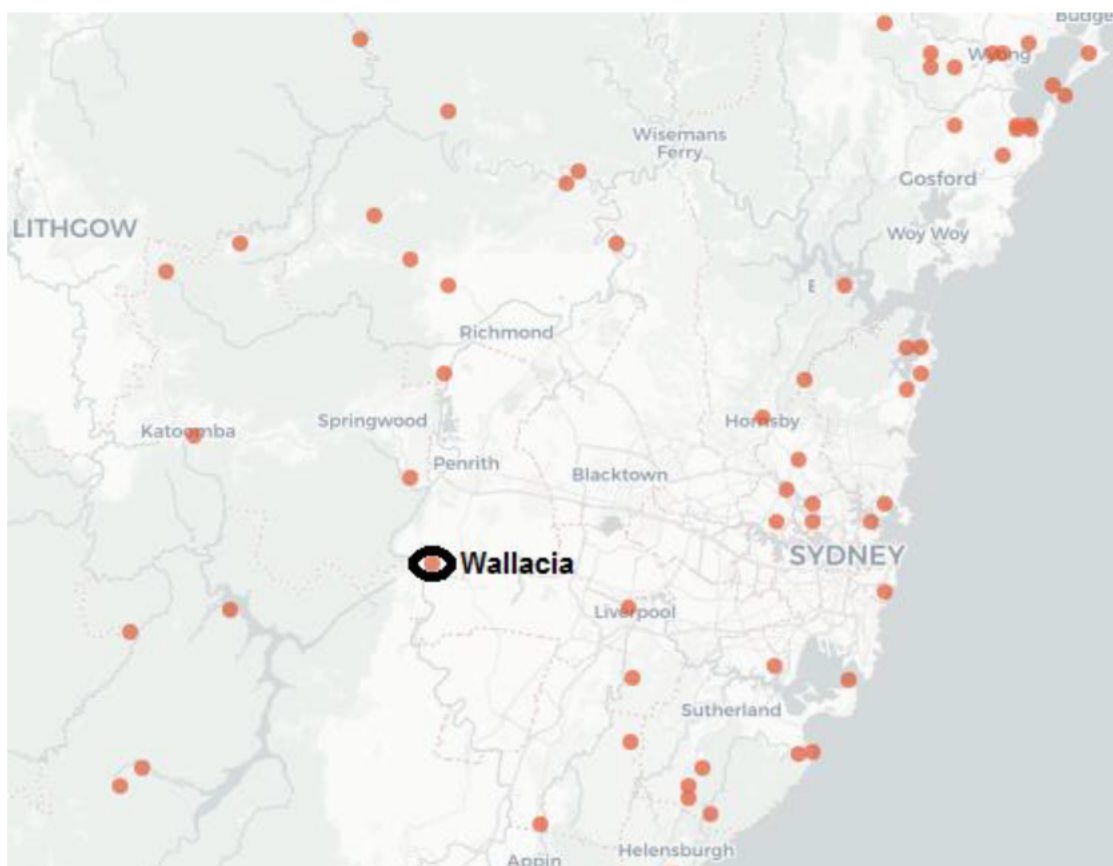 Budge
Wyong
Wisemans
Ferry
Gosford
LITHGOW
Woy Woy
E
Richmond
Springwood
Hornsby
Katoomba
Penrith
Blacktown
SYDNEY
Wallacia
Liverpool
Sutherland
Helensburgh
Appin